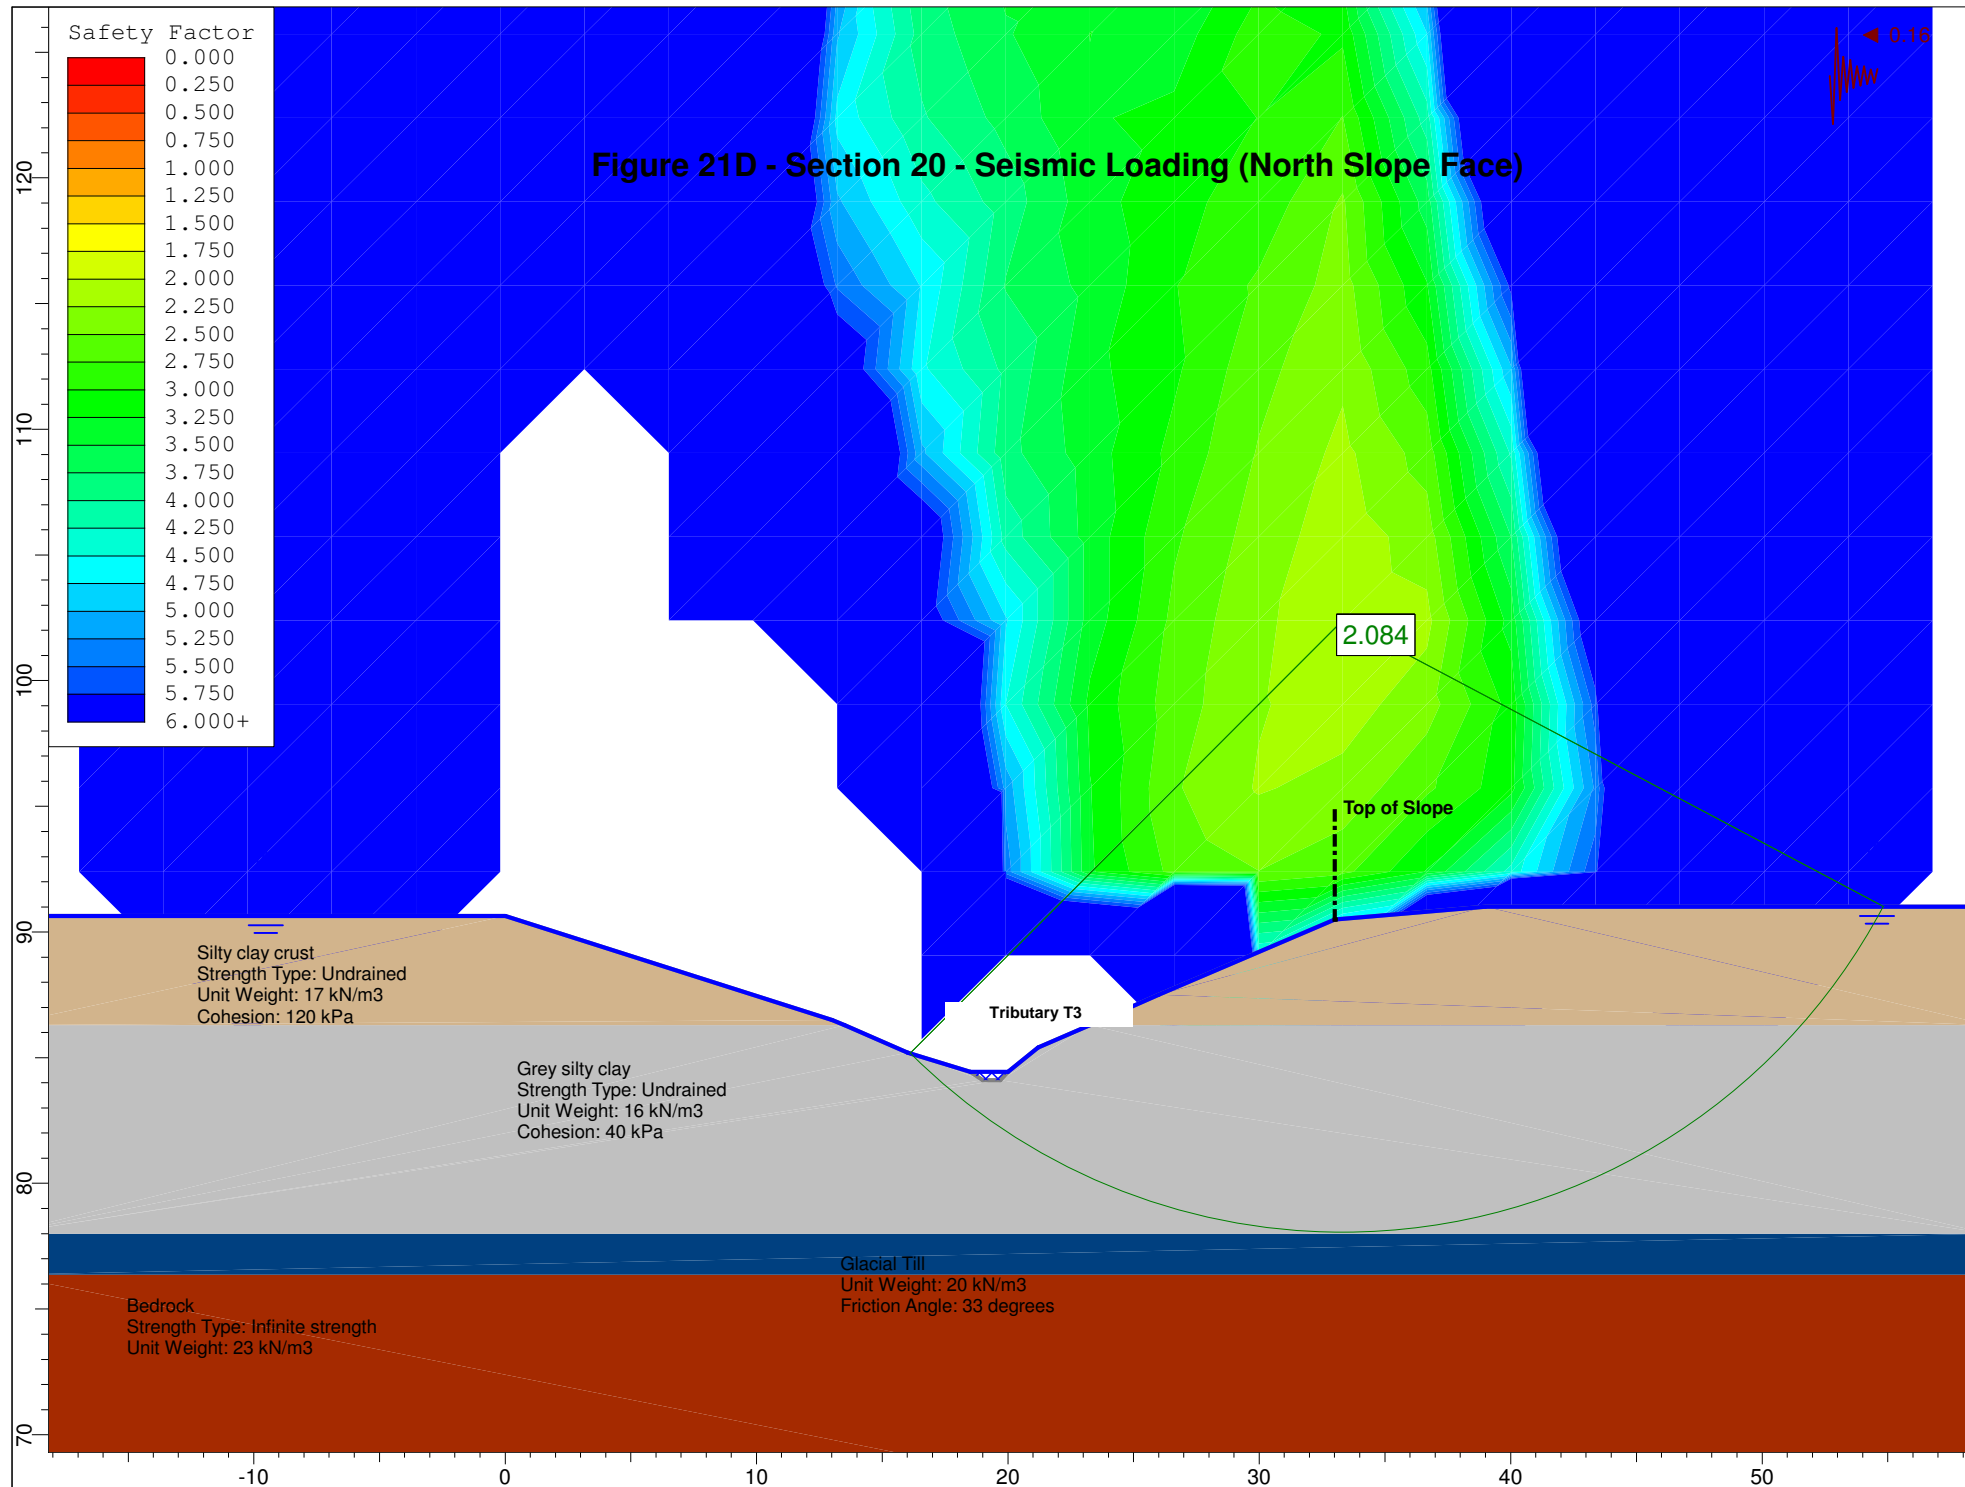 Safety Factor
0.000
0.250
0.500
0.750
1.000
1.250
1.500
1.750
2.000
2.250
2.500
2.750
3.000
3.250
3.500
3.750
4.000
4.250
4.500
4.750
5.000
5.250
5.500
5.750
6.000+
0.16
Figure 21D - Section 20 - Seismic Loading (North Slope Face)
2.084
Top of Slope
Silty clay crust
Strength Type: Undrained
Unit Weight: 17 kN/m3
Cohesion: 120 kPa
Tributary T3
Grey silty clay
Strength Type: Undrained
Unit Weight: 16 kN/m3
Cohesion: 40 kPa
Glacial Till
Unit Weight: 20 kN/m3
Friction Angle: 33 degrees
Bedrock
Strength Type: Infinite strength
Unit Weight: 23 kN/m3
120
110
100
90
80
70
-10
0
10
20
30
40
50